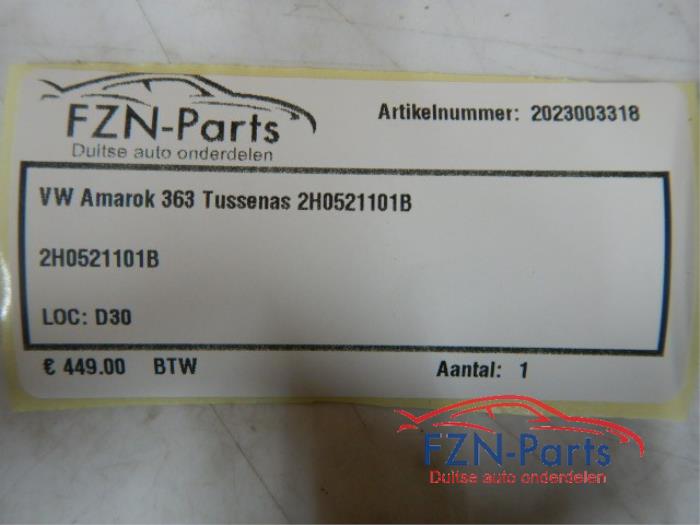 FZN-Parts
Duitse auto onderdelen
Artikelnummer: 2023003318
VW Amarok 363 Tussenas 2H0521101B
2H0521101B
LOC: D30
€ 449.00 BTW
Aantal: 1
FZN-Parts
Duitse auto onderdelen